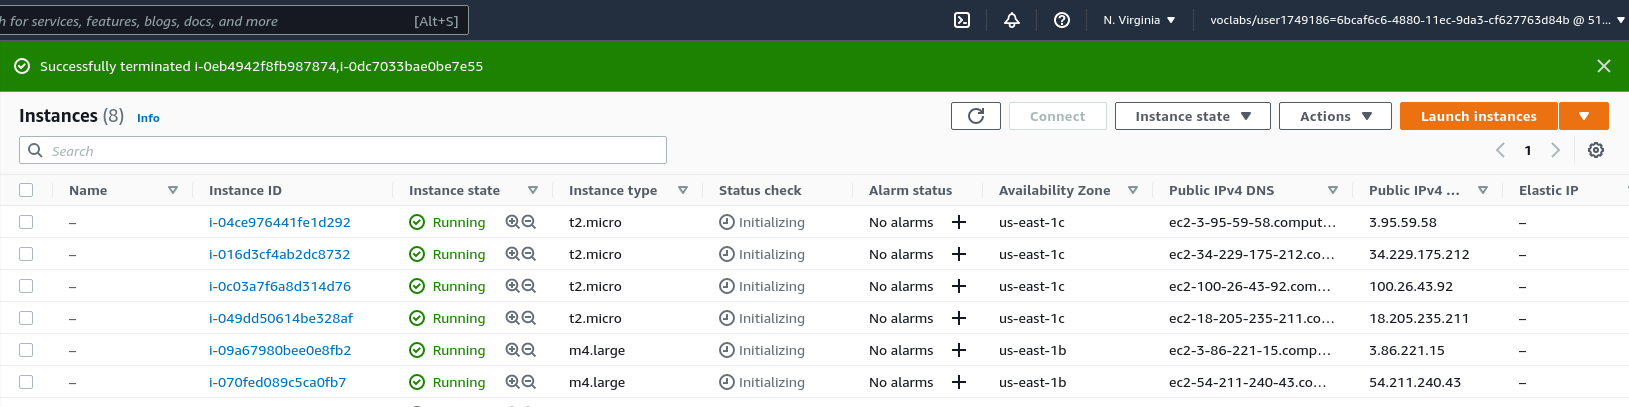 h for services, features, blogs, docs, and more [Alt+S] N. Virginia voclabs/user1749186=6bcaf6c6-4880-11ec-9da3-cf627763d84b @ 51...
Successfully terminated i-0eb4942f8fb987874,i-0dc7033bae0be7e55
Instances (8) Info Connect Instance state Actions Launch instances
Search 1
Name Instance ID Instance state Instance type Status check Alarm status Availability Zone Public IPv4 DNS Public IPv4 ... Elastic IP
– i-04ce976441fe1d292 Running t2.micro Initializing No alarms + us-east-1c ec2-3-95-59-58.comput... 3.95.59.58 –
– i-016d3cf4ab2dc8732 Running t2.micro Initializing No alarms + us-east-1c ec2-34-229-175-212.co... 34.229.175.212 –
– i-0c03a7f6a8d314d76 Running t2.micro Initializing No alarms + us-east-1c ec2-100-26-43-92.com... 100.26.43.92 –
– i-049dd50614be328af Running t2.micro Initializing No alarms + us-east-1c ec2-18-205-235-211.co... 18.205.235.211 –
– i-09a67980bee0e8fb2 Running m4.large Initializing No alarms + us-east-1b ec2-3-86-221-15.comp... 3.86.221.15 –
– i-070fed089c5ca0fb7 Running m4.large Initializing No alarms + us-east-1b ec2-54-211-240-43.co... 54.211.240.43 –